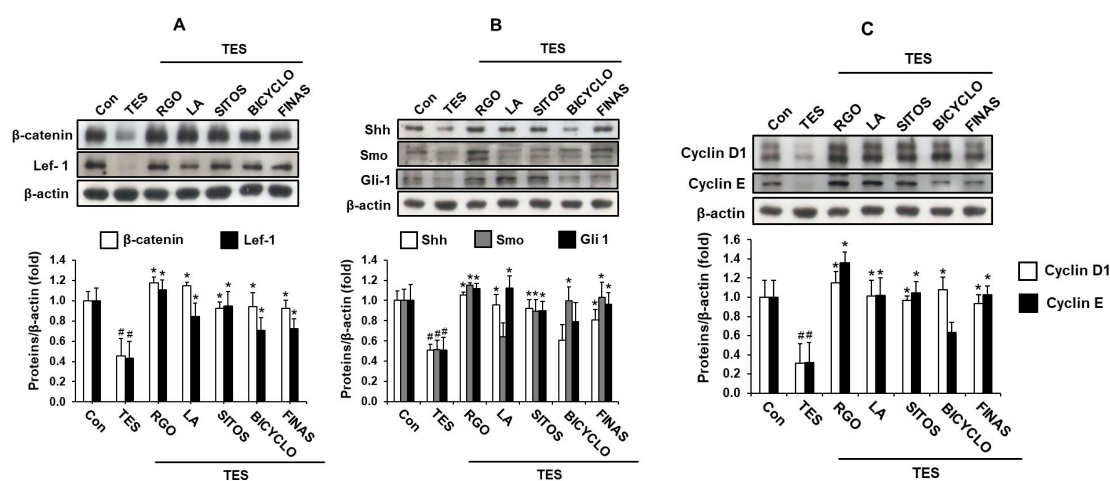 A
TES
Con TES RGO LA SITOS BICYCLO FINAS
β-catenin
Lef- 1
β-actin
β-catenin Lef-1
Proteins/β-actin (fold)
1.4
1.2
1.0
0.8
0.6
0.4
0.2
0.0
# #
* * * * * * * * * *
Con TES RGO LA SITOS BICYCLO FINAS
TES
B
TES
Con TES RGO LA SITOS BICYCLO FINAS
Shh
Smo
Gli-1
β-actin
Shh Smo Gli 1
Proteins/β-actin (fold)
1.4
1.2
1.0
0.8
0.6
0.4
0.2
0.0
# # #
* * * * * * * * * * * *
Con TES RGO LA SITOS BICYCLO FINAS
TES
C
TES
Con TES RGO LA SITOS BICYCLO FINAS
Cyclin D1
Cyclin E
β-actin
Proteins/β-actin (fold)
1.6
1.4
1.2
1.0
0.8
0.6
0.4
0.2
0.0
# #
* * * * * * * * *
Cyclin D1
Cyclin E
Con TES RGO LA SITOS BICYCLO FINAS
TES